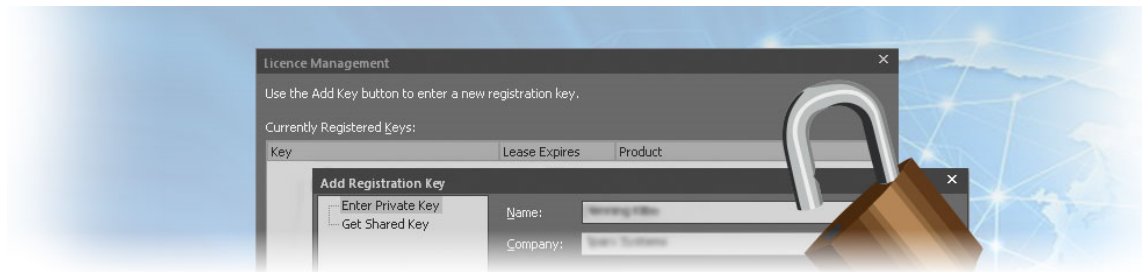 Licence Management
Use the Add Key button to enter a new registration key.
Currently Registered Keys:
Key Lease Expires Product
Add Registration Key
Enter Private Key
Get Shared Key
Name:
Company: